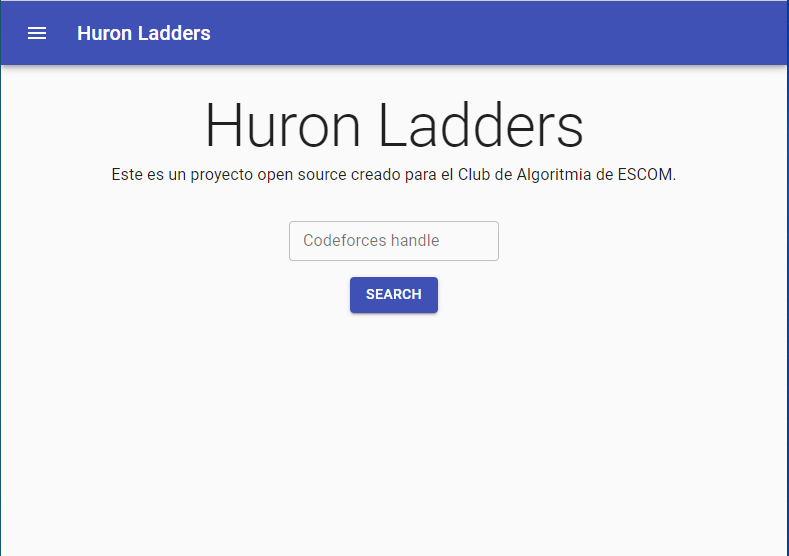 Huron Ladders
Huron Ladders
Este es un proyecto open source creado para el Club de Algoritmia de ESCOM.
Codeforces handle
SEARCH